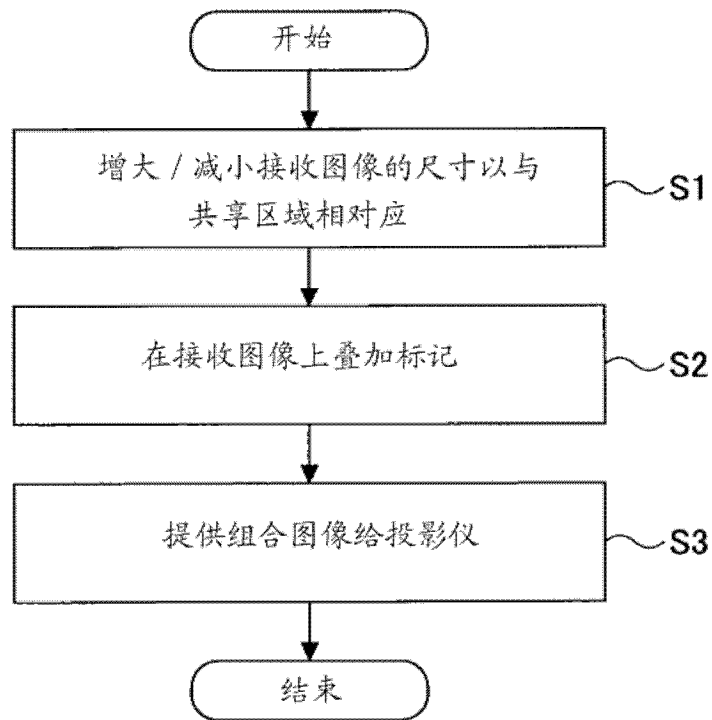 开始
增大 / 减小接收图像的尺寸以与
共享区域相对应
S1
在接收图像上叠加标记
S2
提供组合图像给投影仪
S3
结束